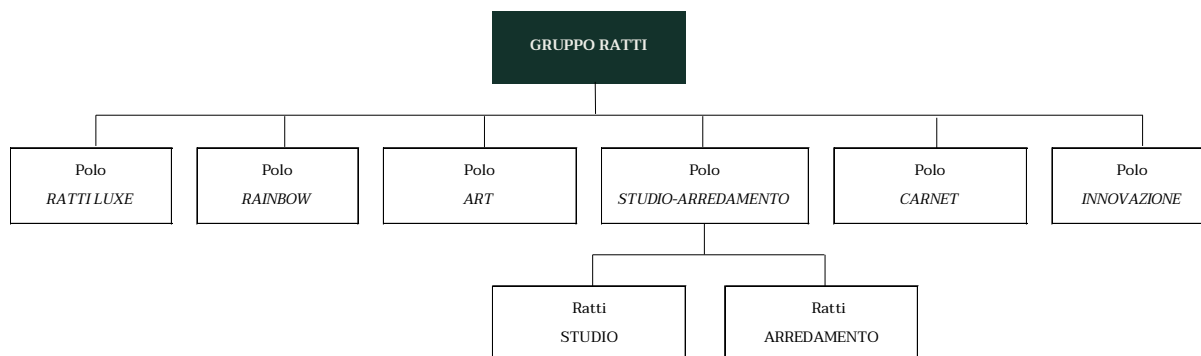 GRUPPO RATTI
Polo
RATTI LUXE
Polo
RAINBOW
Polo
ART
Polo
STUDIO-ARREDAMENTO
Polo
CARNET
Polo
INNOVAZIONE
Ratti
STUDIO
Ratti
ARREDAMENTO